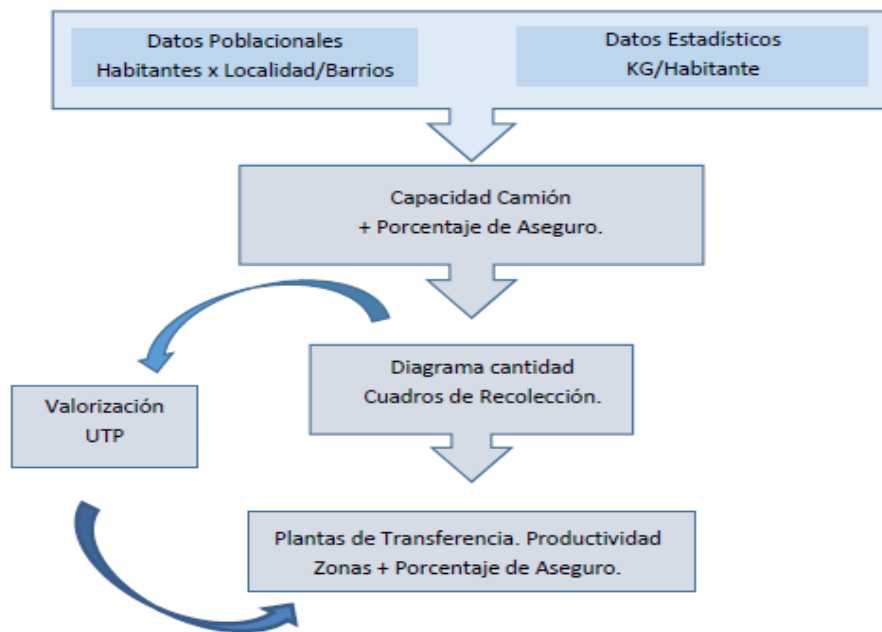 Datos Poblacionales
Habitantes x Localidad/Barrios
Datos Estadísticos
KG/Habitante
Capacidad Camión
+ Porcentaje de Aseguro.
Diagrama cantidad
Cuadros de Recolección.
Valorización
UTP
Plantas de Transferencia. Productividad
Zonas + Porcentaje de Aseguro.